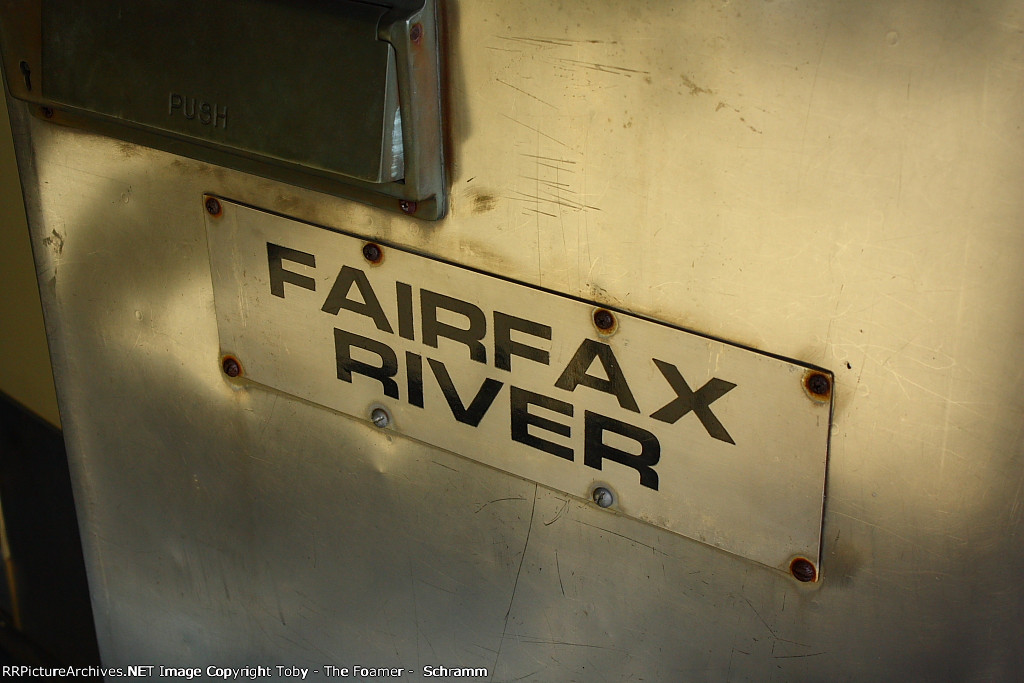 PUSH
FAIRFAX
RIVER
RRPictureArchives.NET Image Copyright Toby - The Foamer - Schramm